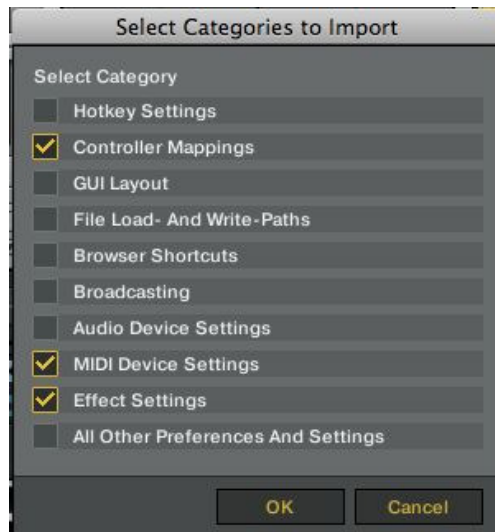 Select Categories to Import
Select Category
Hotkey Settings
Controller Mappings
GUI Layout
File Load- And Write-Paths
Browser Shortcuts
Broadcasting
Audio Device Settings
MIDI Device Settings
Effect Settings
All Other Preferences And Settings
OK Cancel